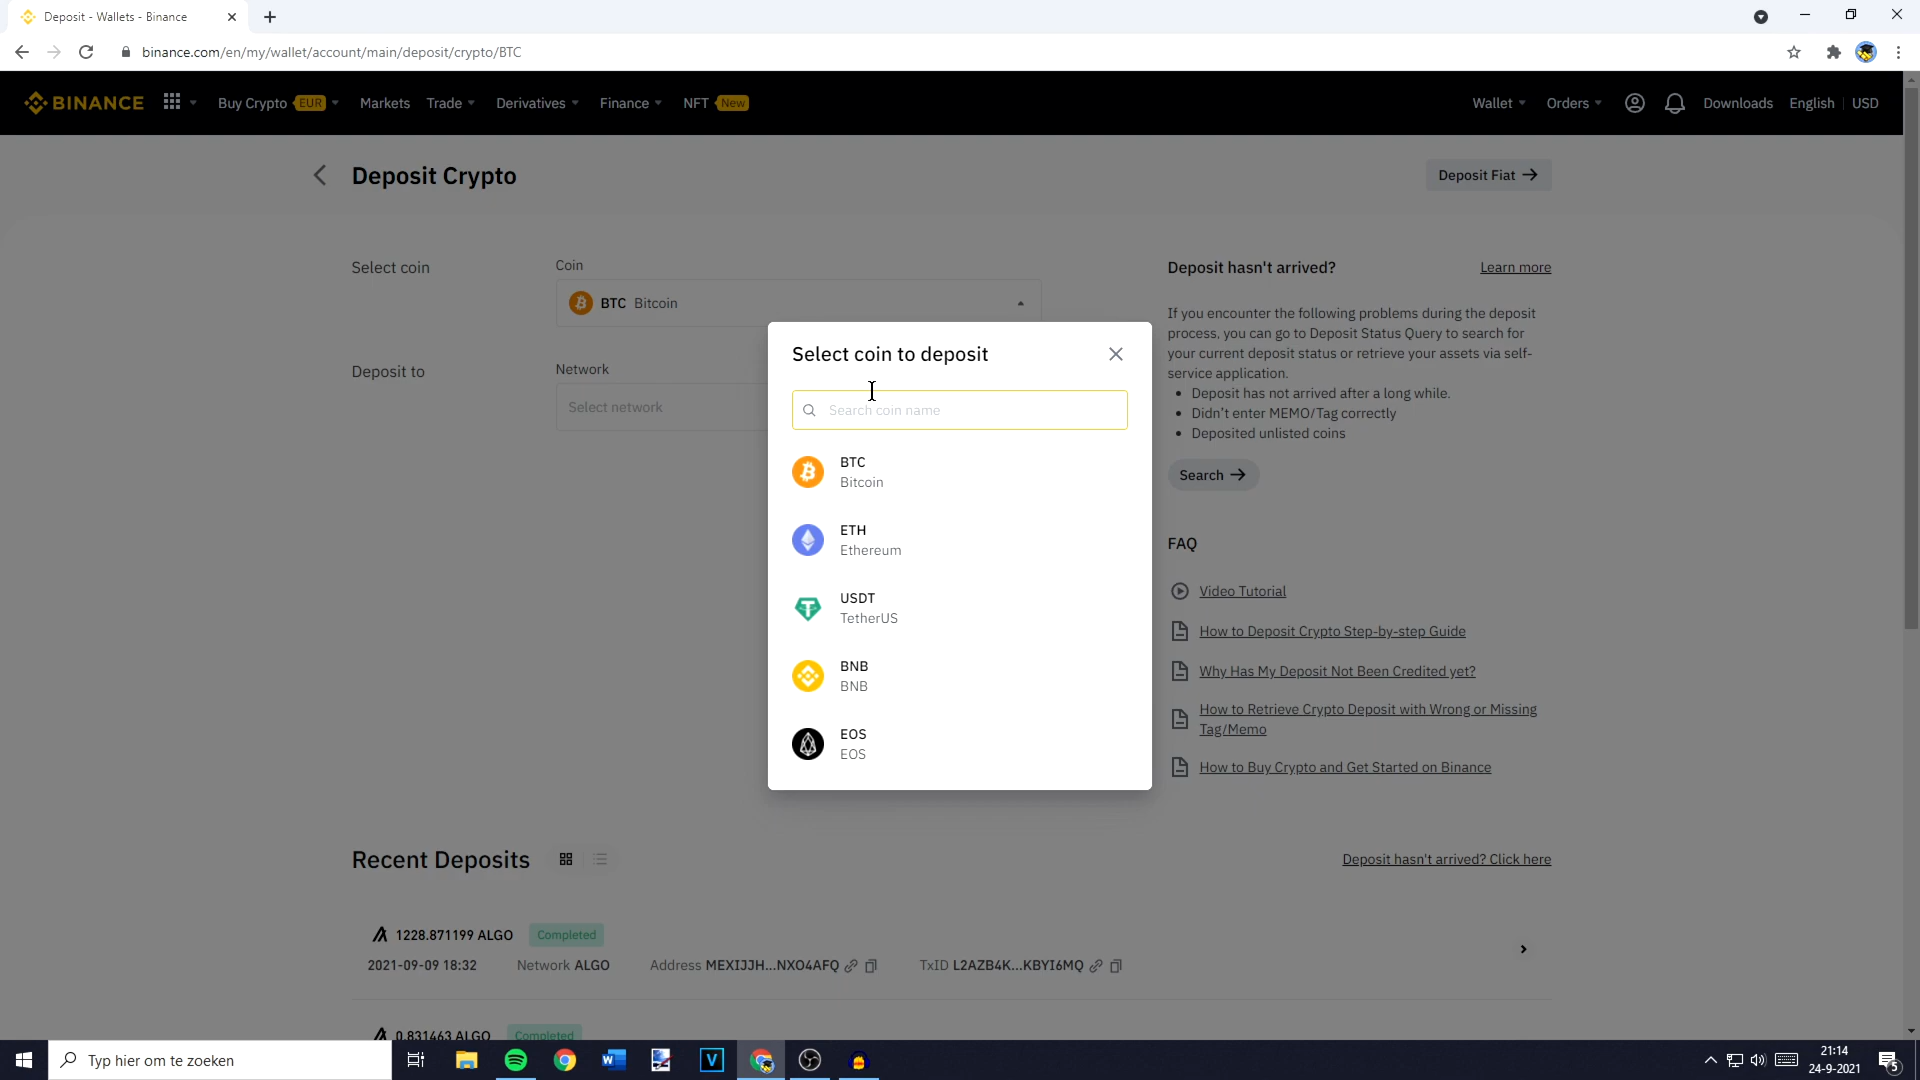 Deposit - Wallets - Binance
binance.com/en/my/wallet/account/main/deposit/crypto/BTC
BINANCE Buy Crypto EUR Markets Trade Derivatives Finance NFT New Wallet Orders Downloads English USD
Deposit Crypto
Deposit Fiat
Select coin
Coin
BTC Bitcoin
Deposit to
Network
Select network
Select coin to deposit
Search coin name
BTC
Bitcoin
ETH
Ethereum
USDT
TetherUS
BNB
BNB
EOS
EOS
Deposit hasn't arrived? Learn more
If you encounter the following problems during the deposit
process, you can go to Deposit Status Query to search for
your current deposit status or retrieve your assets via self-
service application.
• Deposit has not arrived after a long while.
• Didn't enter MEMO/Tag correctly
• Deposited unlisted coins
Search
FAQ
Video Tutorial
How to Deposit Crypto Step-by-step Guide
Why Has My Deposit Not Been Credited yet?
How to Retrieve Crypto Deposit with Wrong or Missing
Tag/Memo
How to Buy Crypto and Get Started on Binance
Recent Deposits
Deposit hasn't arrived? Click here
1228.871199 ALGO Completed
2021-09-09 18:32 Network ALGO Address MEXIJJH...NXO4AFQ TxID L2AZB4K...KBYI6MQ
0.831463 ALGO Completed
Typ hier om te zoeken
21:14
24-9-2021
5